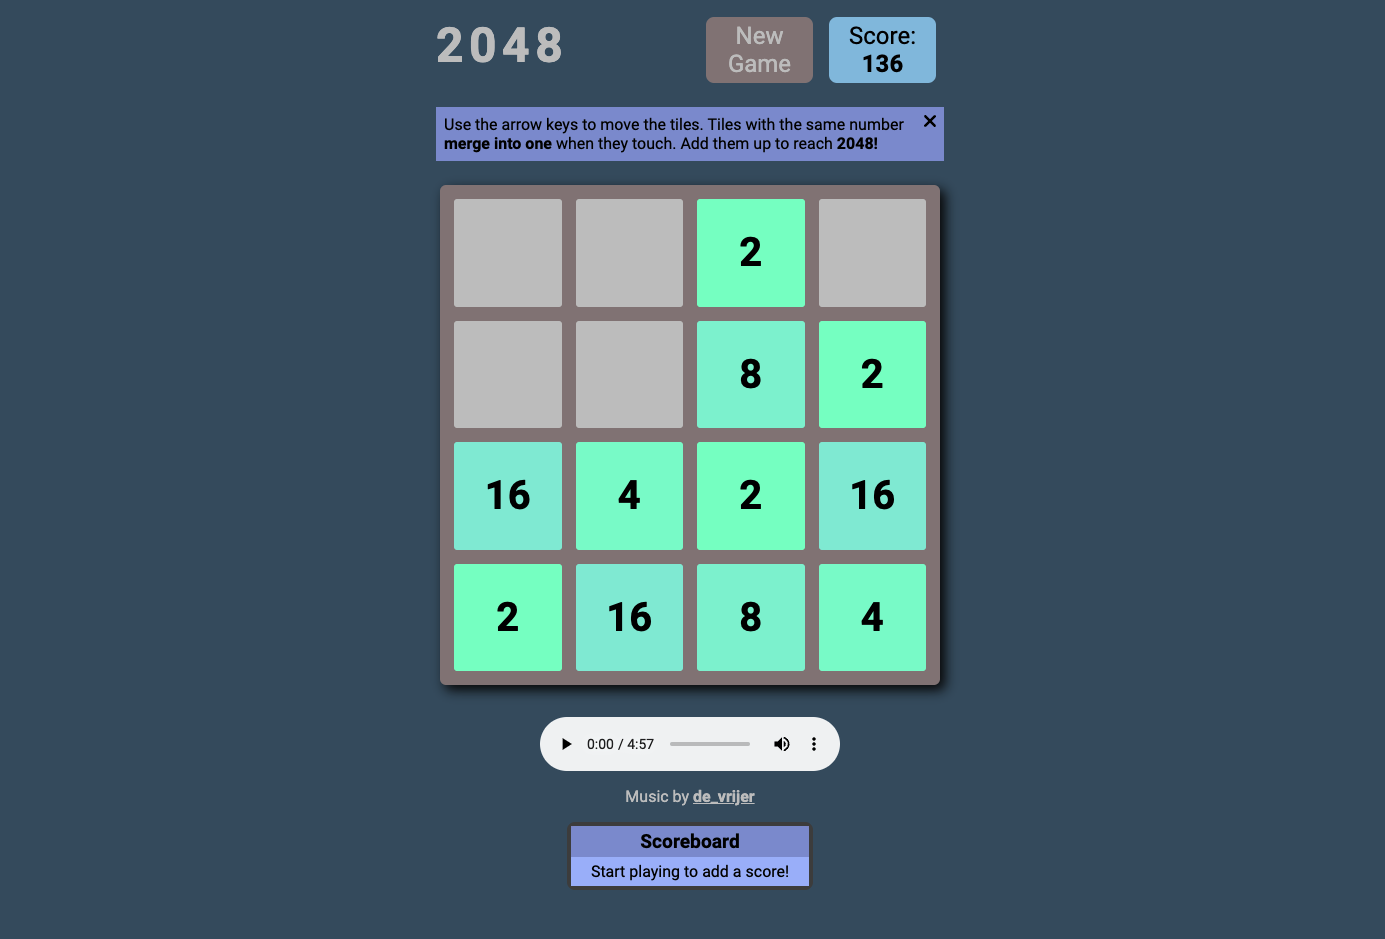 2048
New
Game
Score:
136
Use the arrow keys to move the tiles. Tiles with the same number
merge into one when they touch. Add them up to reach 2048!
2
8 2
16 4 2 16
2 16 8 4
0:00 / 4:57
Music by de_vrijer
Scoreboard
Start playing to add a score!